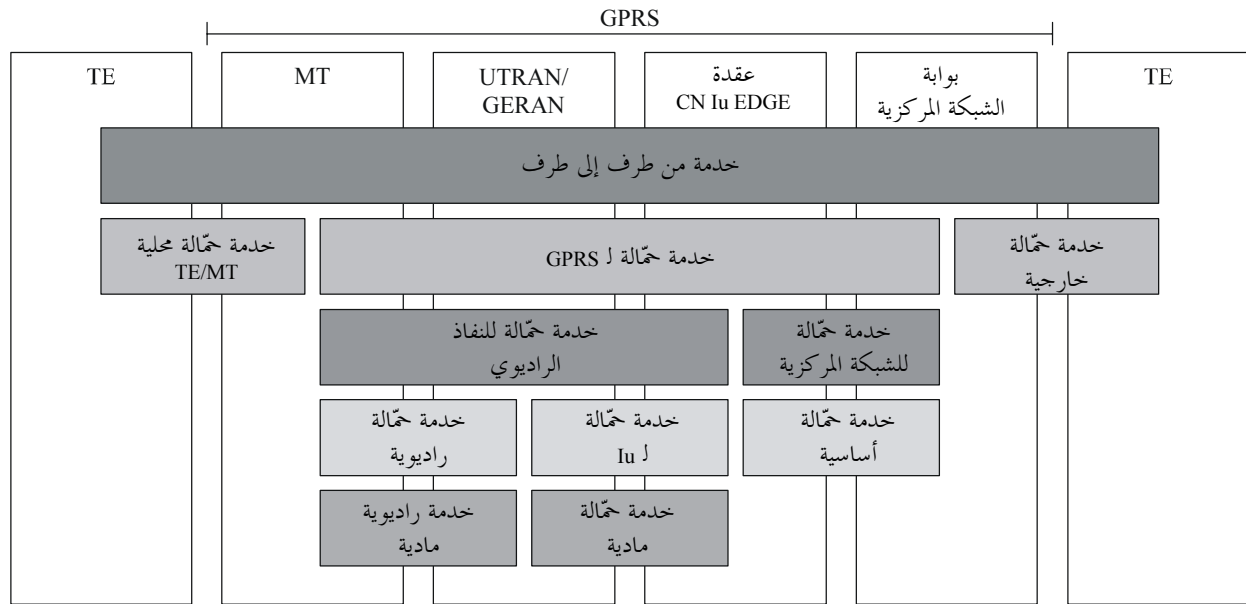 GPRS
TE
MT
UTRAN/
GERAN
عقدة
CN Iu EDGE
بوابة
الشبكة المركزية
TE
خدمة من طرف إلى طرف
خدمة حمّالة محلية
TE/MT
خدمة حمّالة لـ GPRS
خدمة حمّالة
خارجية
خدمة حمّالة للنفاذ
الراديوي
خدمة حمّالة
للشبكة المركزية
خدمة حمّالة
راديوية
خدمة حمّالة
لـ Iu
خدمة حمّالة
أساسية
خدمة راديوية
مادية
خدمة حمّالة
مادية